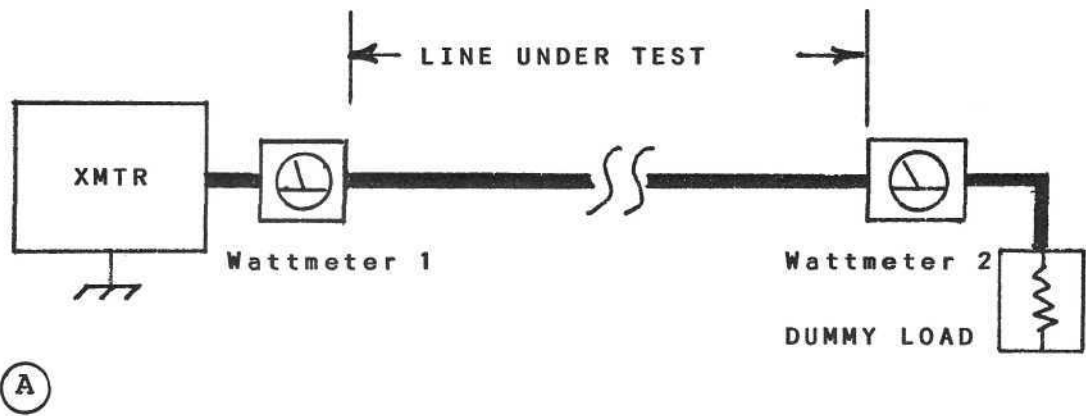 LINE UNDER TEST
XMTR
Wattmeter 1
Wattmeter 2
DUMMY LOAD
A